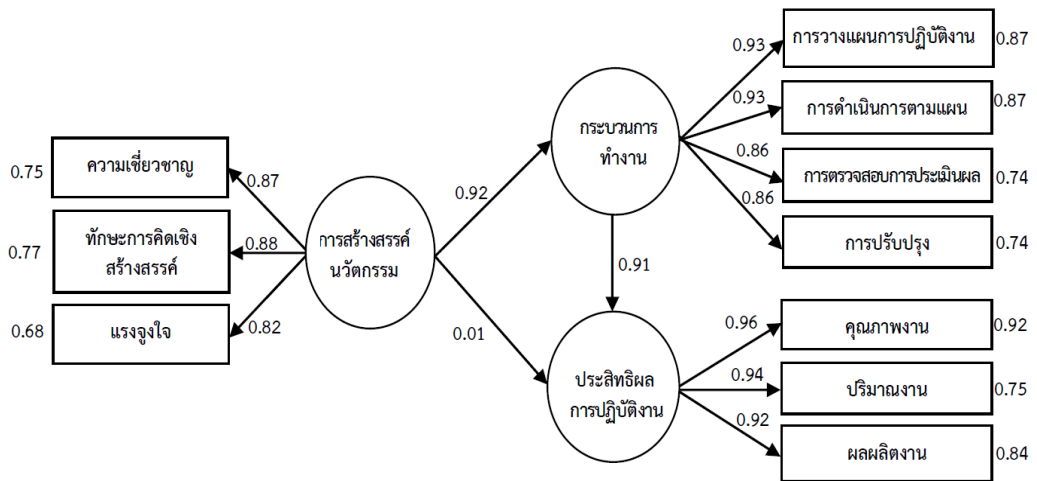 0.93
การวางแผนการปฏิบัติงาน
0.87
0.93
การดำเนินการตามแผน
0.87
กระบวนการ
ทำงาน
0.86
การตรวจสอบการประเมินผล
0.74
0.86
การปรับปรุง
0.74
0.75
ความเชี่ยวชาญ
0.87
0.92
0.77
ทักษะการคิดเชิง
สร้างสรรค์
0.88
การสร้างสรรค์
นวัตกรรม
0.68
แรงจูงใจ
0.82
0.01
0.91
ประสิทธิผล
การปฏิบัติงาน
0.96
คุณภาพงาน
0.92
0.94
ปริมาณงาน
0.75
0.92
ผลผลิตงาน
0.84